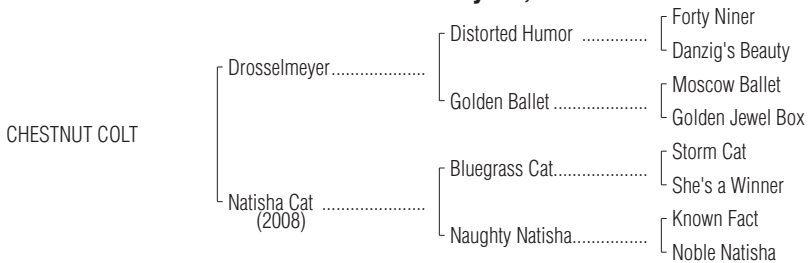 Forty Niner
Distorted Humor ..............
Danzig's Beauty
Drosselmeyer.....................
Moscow Ballet
Golden Ballet ....................
Golden Jewel Box
CHESTNUT COLT
Storm Cat
Bluegrass Cat....................
She's a Winner
Natisha Cat .......................
(2008)
Known Fact
Naughty Natisha................
Noble Natisha